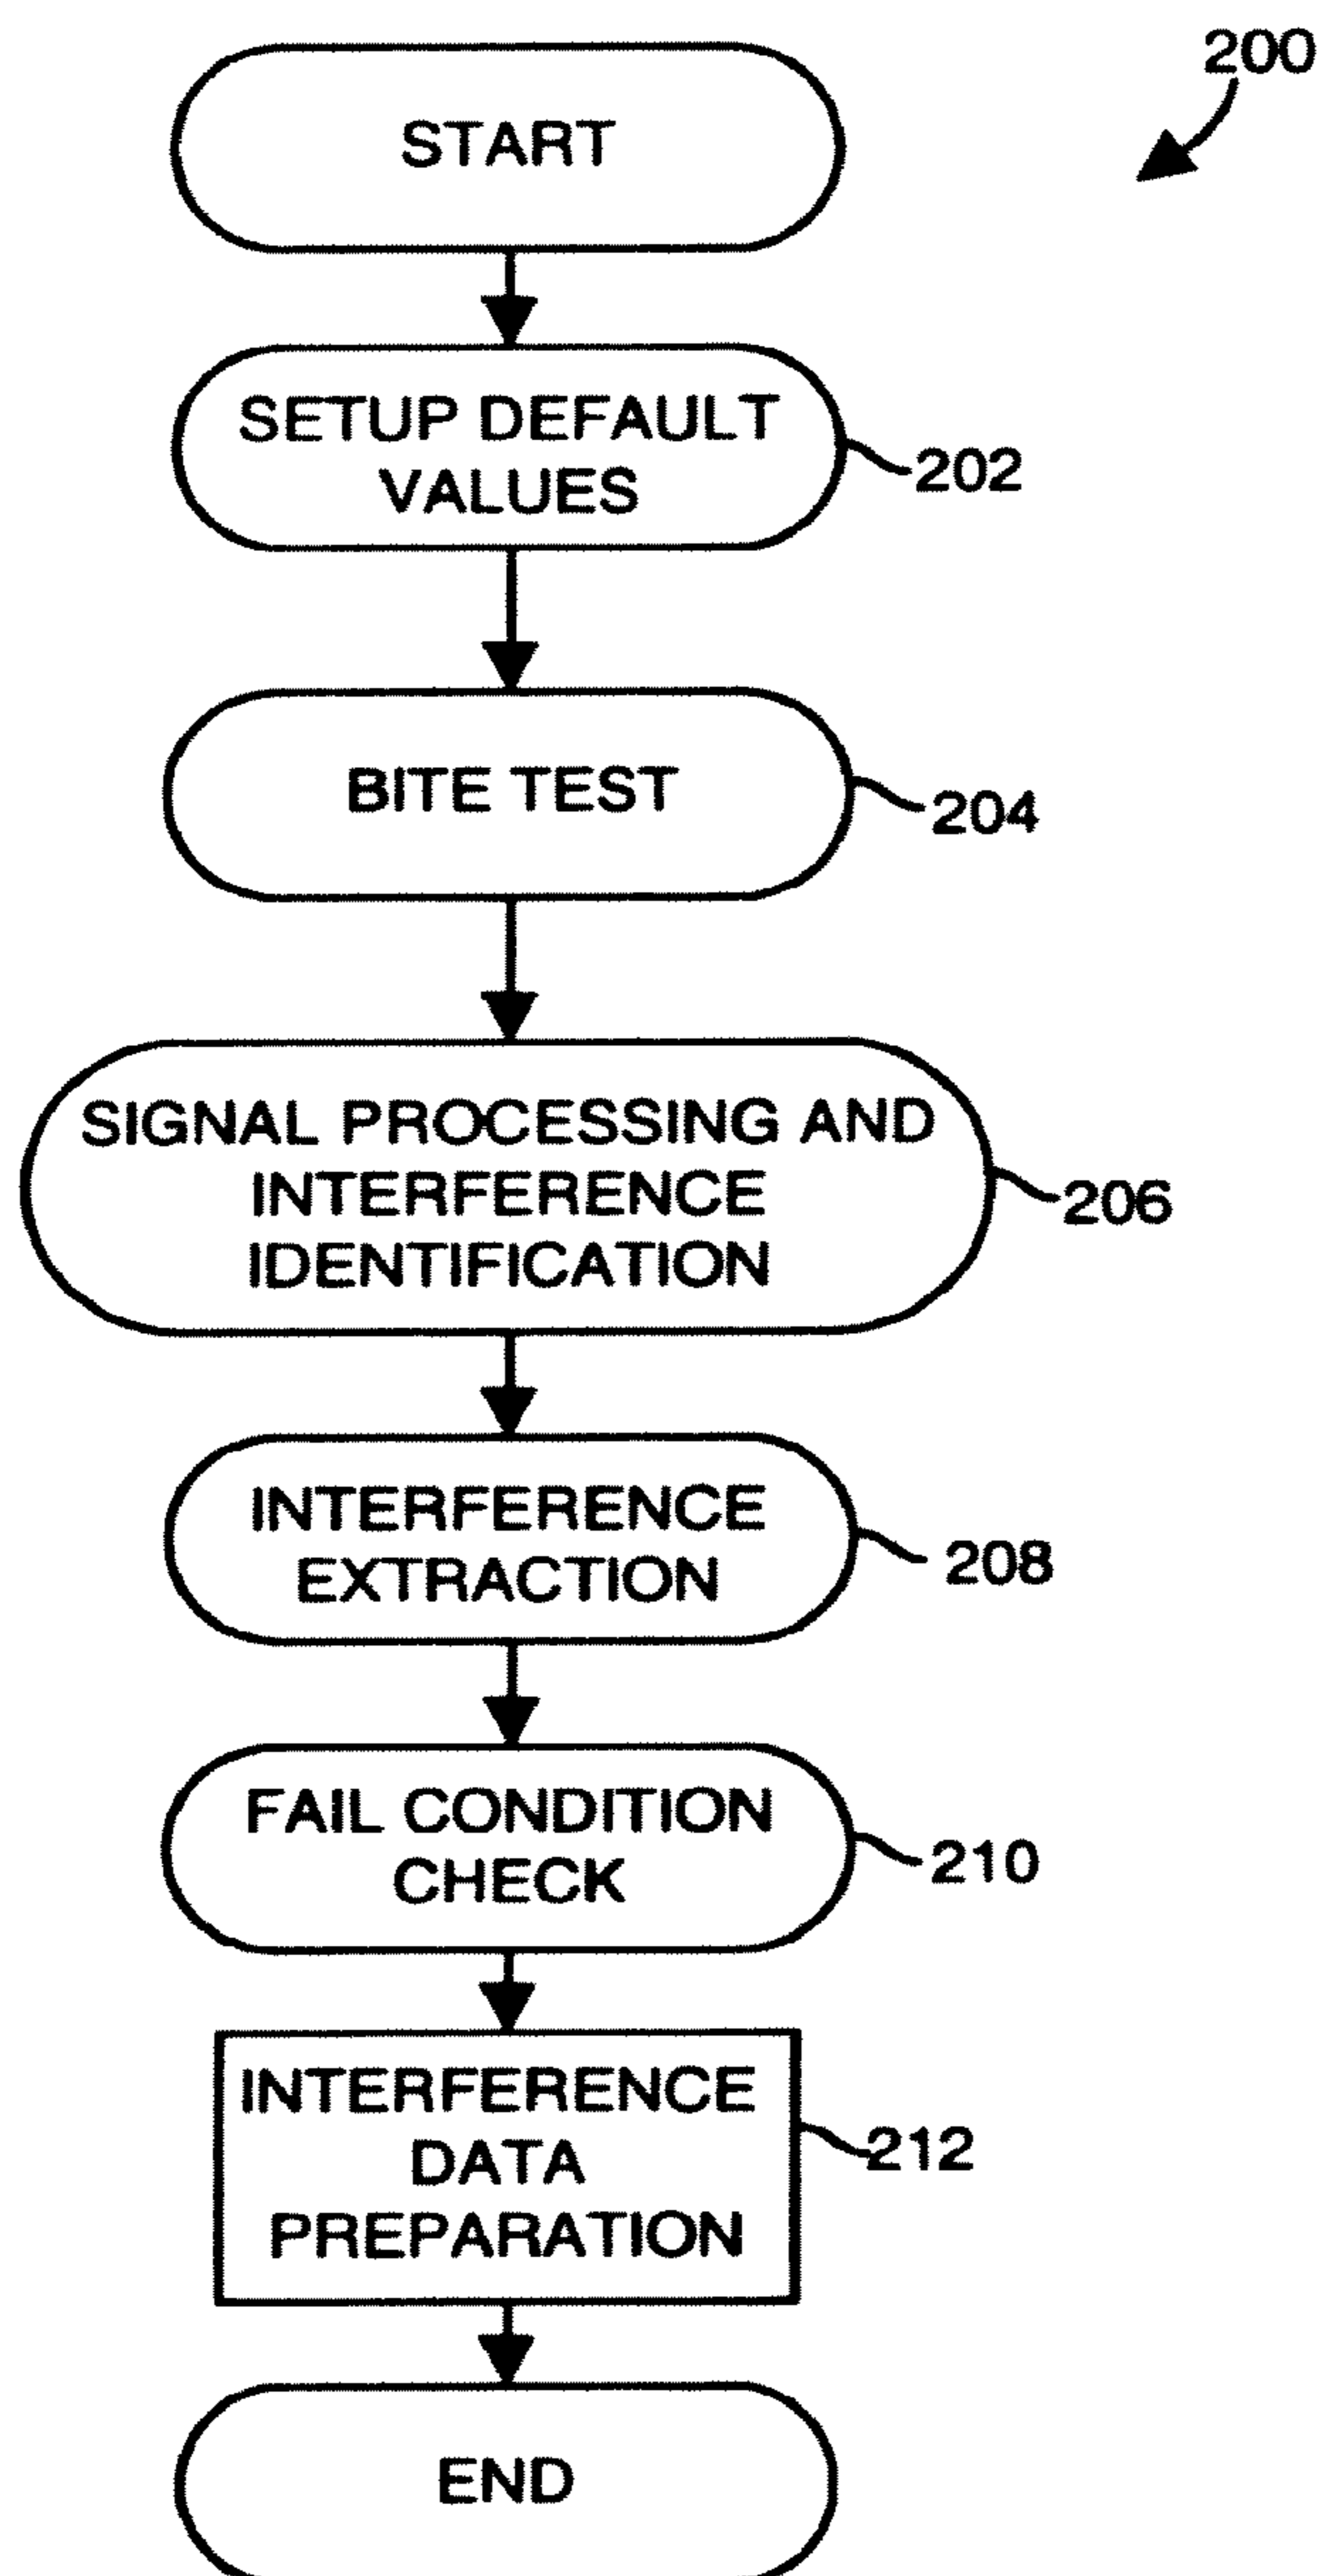 200
START
SETUP DEFAULT
VALUES
202
BITE TEST
204
SIGNAL PROCESSING AND
INTERFERENCE
IDENTIFICATION
206
INTERFERENCE
EXTRACTION
208
FAIL CONDITION
CHECK
210
INTERFERENCE
DATA
PREPARATION
212
END